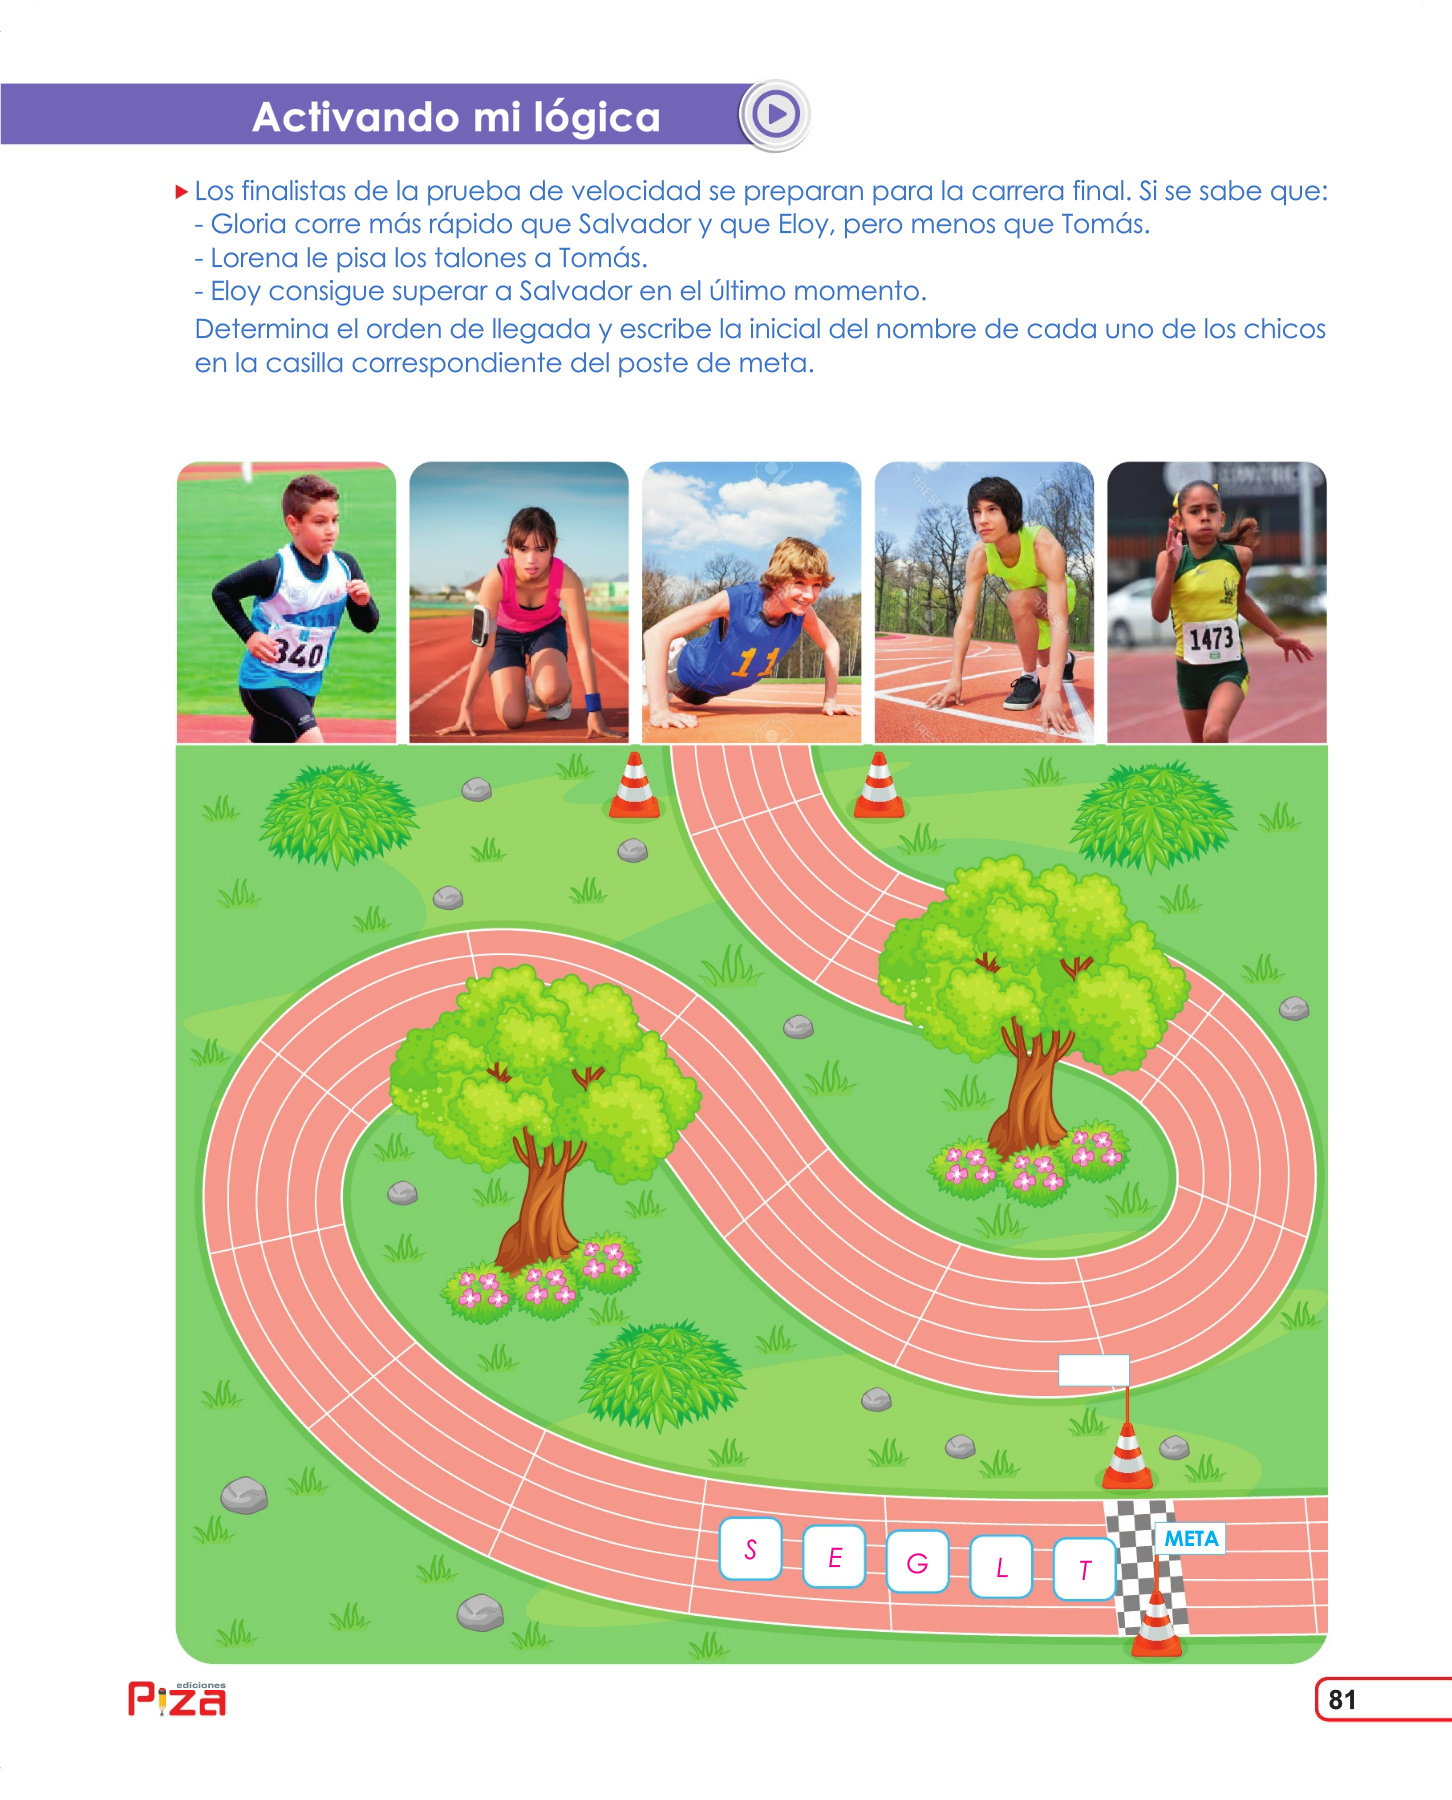 Activando mi lógica
Los finalistas de la prueba de velocidad se preparan para la carrera final. Si se sabe que:
- Gloria corre más rápido que Salvador y que Eloy, pero menos que Tomás.
- Lorena le pisa los talones a Tomás.
- Eloy consigue superar a Salvador en el último momento.
Determina el orden de llegada y escribe la inicial del nombre de cada uno de los chicos
en la casilla correspondiente del poste de meta.
340
11
1473
META
S E G L T
ediciones
Piza
81